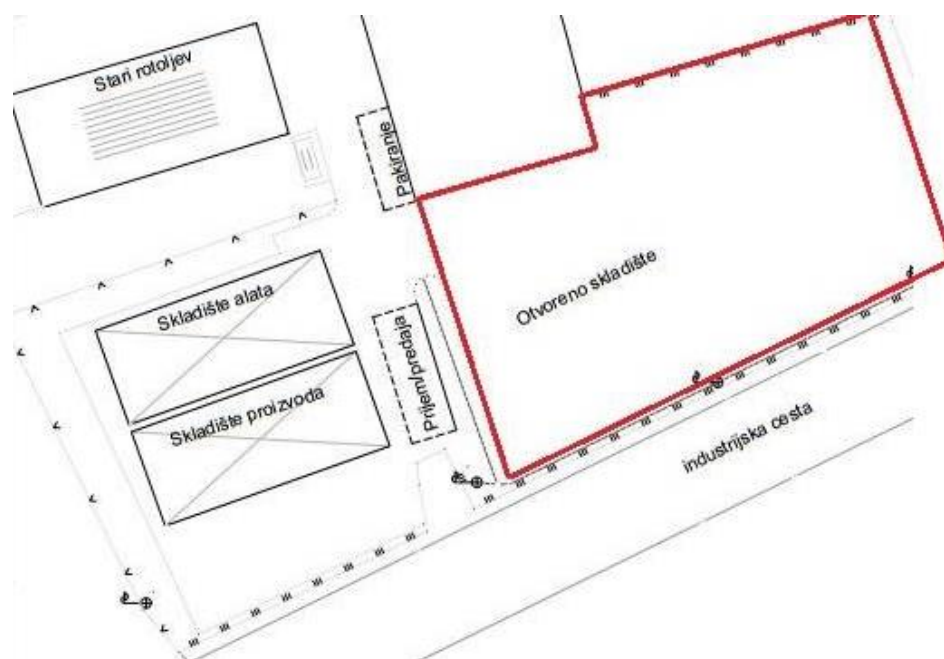 Stari rotoljev
Pakiranje
Skladište alata
Otvoreno skladište
Prijem/predaja
Skladište proizvoda
industrijska cesta